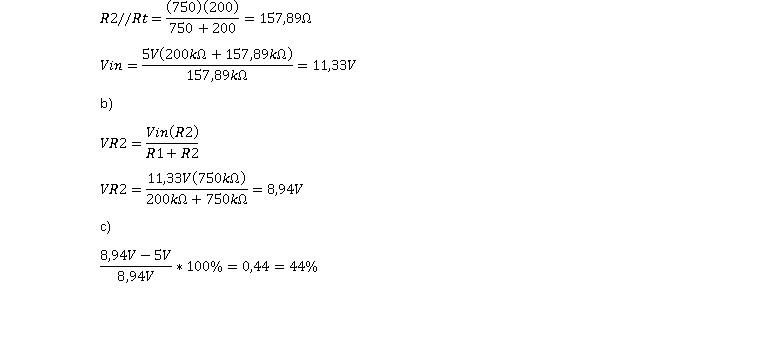 R2//Rt = (750)(200) / 750 + 200 = 157,89Ω
Vin = 5V(200kΩ + 157,89kΩ) / 157,89kΩ = 11,33V
b)
VR2 = Vin(R2) / R1 + R2
VR2 = 11,33V(750kΩ) / 200kΩ + 750kΩ = 8,94V
c)
8,94V − 5V / 8,94V * 100% = 0,44 = 44%